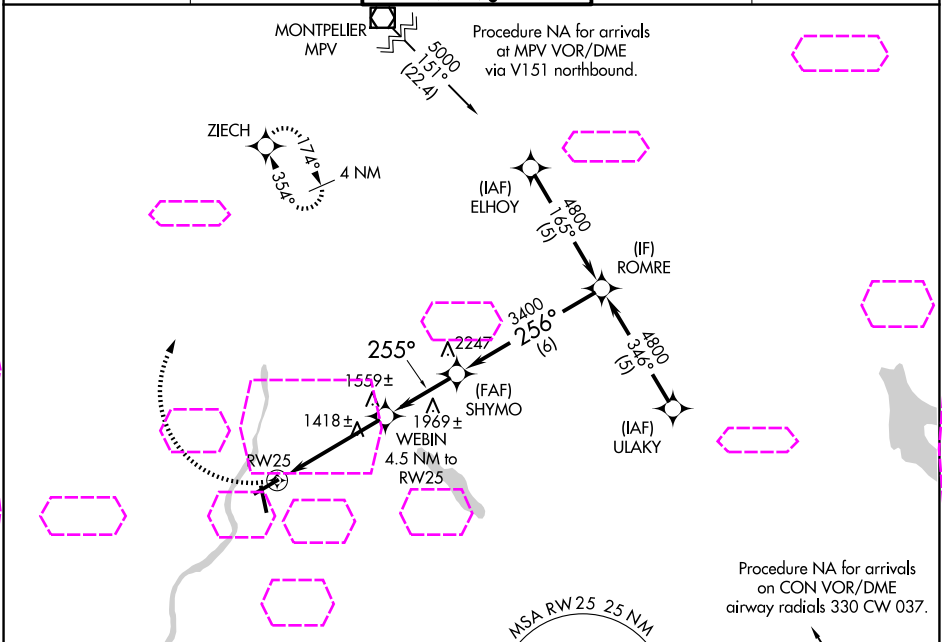 MONTPELIER
MPV
5000
151°
(22.4)
Procedure NA for arrivals
at MPV VOR/DME
via V151 northbound.
ZIECH
174°
354°
4 NM
(IAF)
ELHOY
4800
165°
(5)
(IF)
ROMRE
3400
256°
(6)
2247
255°
(FAF)
SHYMO
4800
346°
(5)
(IAF)
ULAKY
1559±
1418±
1969±
WEBIN
4.5 NM to
RW25
RW25
Procedure NA for arrivals
on CON VOR/DME
airway radials 330 CW 037.
MSA RW25 25 NM